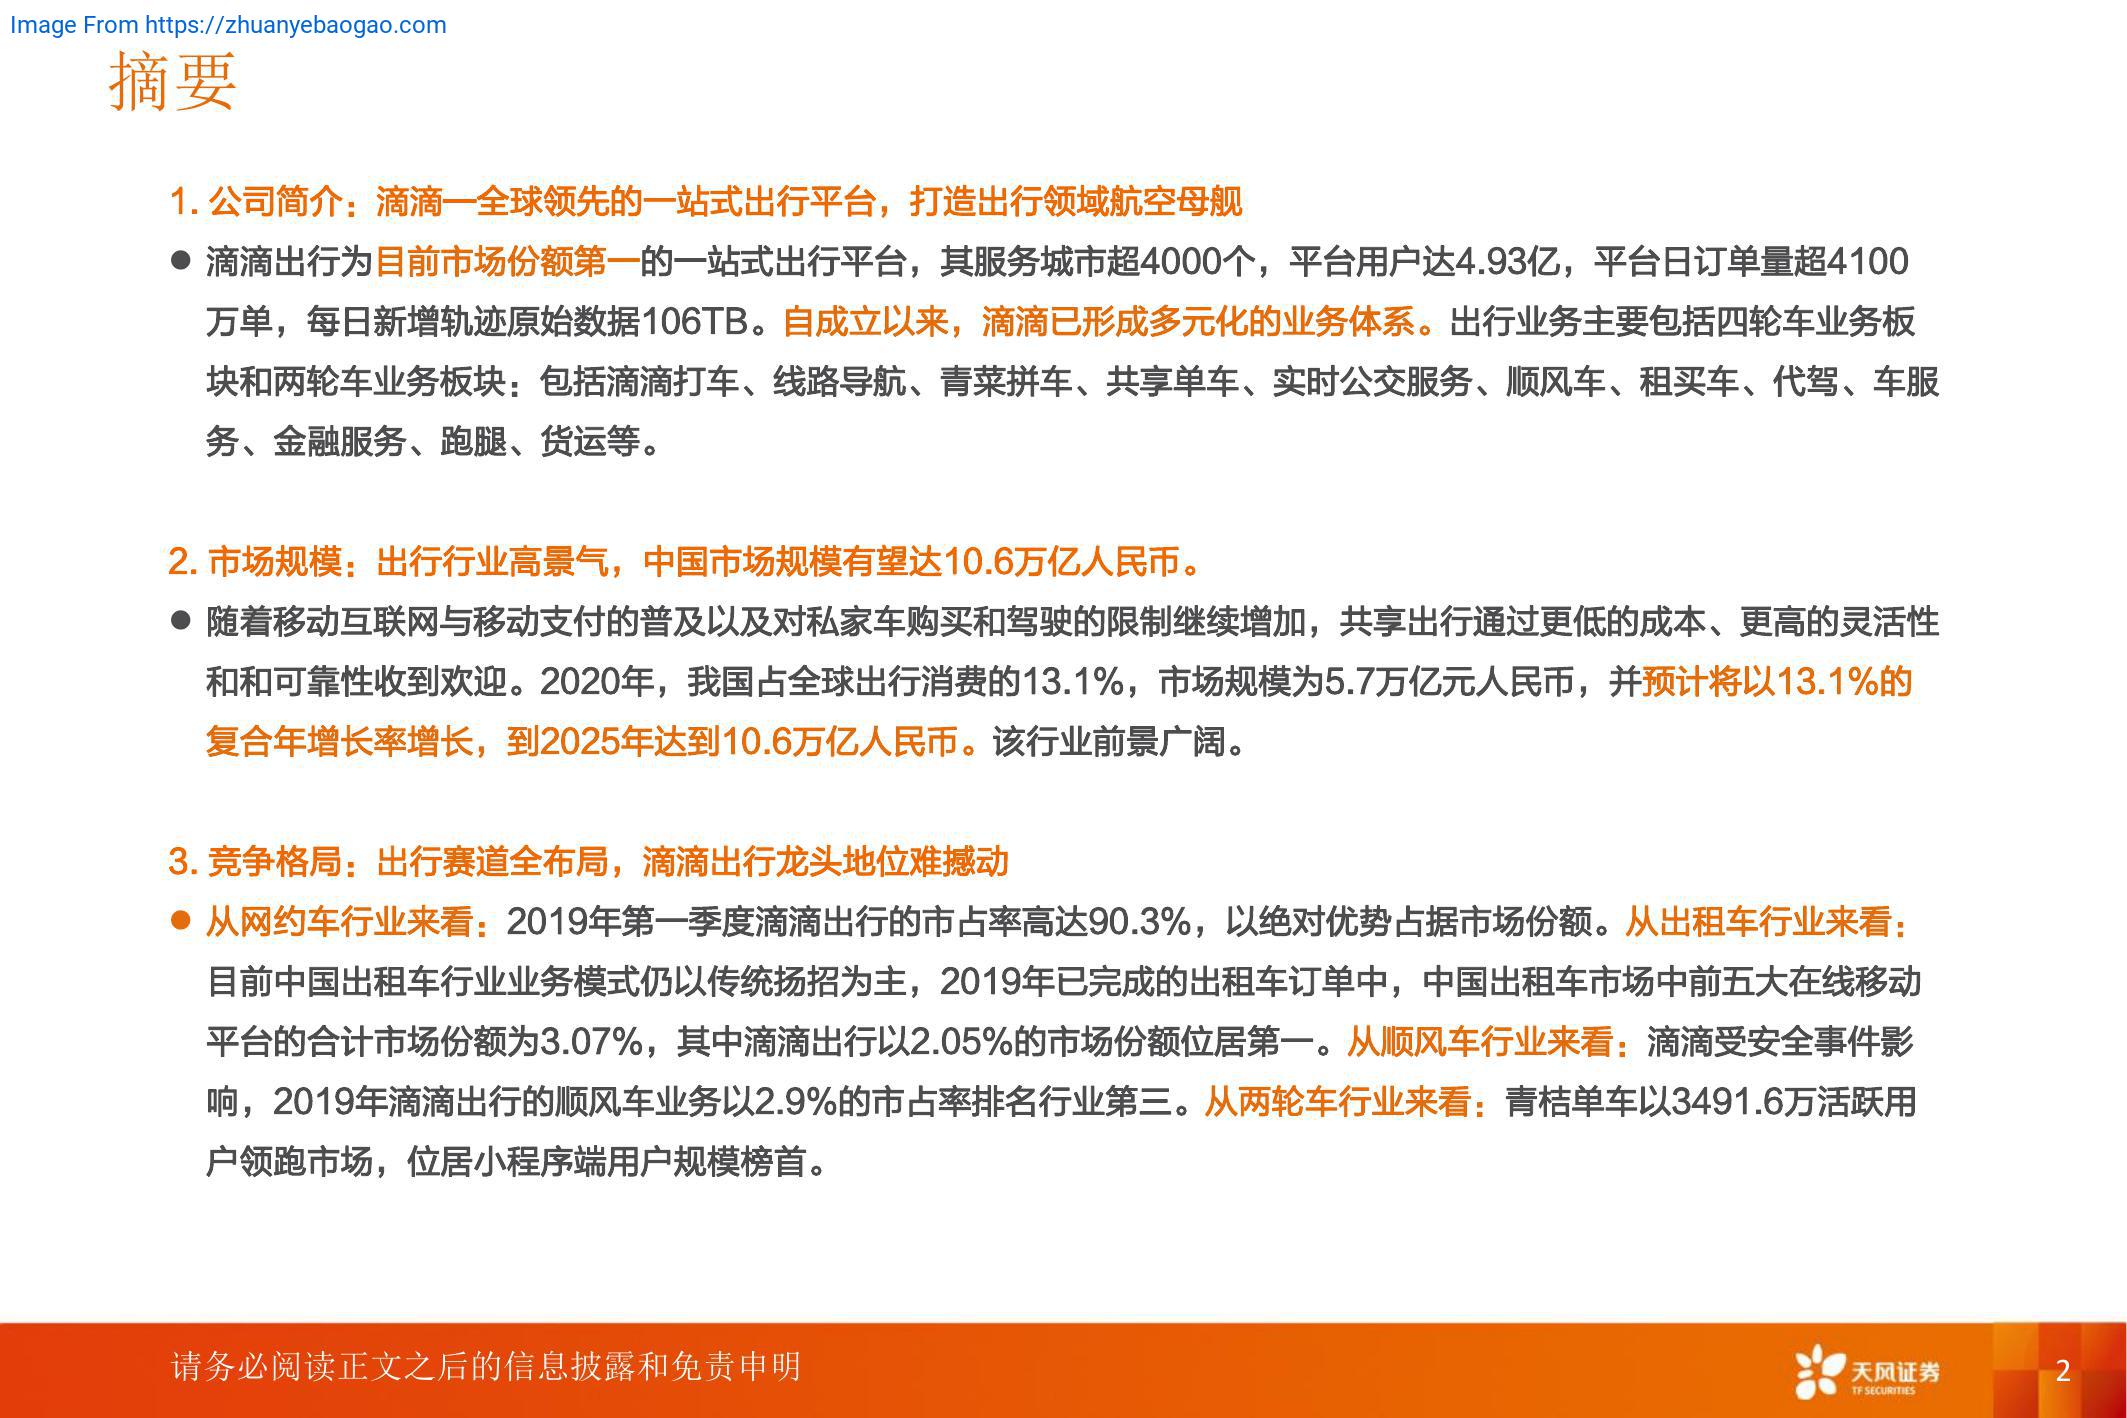 Image From https://zhuanyebaogao.com
摘要
1. 公司简介：滴滴—全球领先的一站式出行平台，打造出行领域航空母舰
● 滴滴出行为目前市场份额第一的一站式出行平台，其服务城市超4000个，平台用户达4.93亿，平台日订单量超4100
万单，每日新增轨迹原始数据106TB。自成立以来，滴滴已形成多元化的业务体系。出行业务主要包括四轮车业务板
块和两轮车业务板块：包括滴滴打车、线路导航、青菜拼车、共享单车、实时公交服务、顺风车、租买车、代驾、车服
务、金融服务、跑腿、货运等。
2. 市场规模：出行行业高景气，中国市场规模有望达10.6万亿人民币。
● 随着移动互联网与移动支付的普及以及对私家车购买和驾驶的限制继续增加，共享出行通过更低的成本、更高的灵活性
和和可靠性收到欢迎。2020年，我国占全球出行消费的13.1%，市场规模为5.7万亿元人民币，并预计将以13.1%的
复合年增长率增长，到2025年达到10.6万亿人民币。该行业前景广阔。
3. 竞争格局：出行赛道全布局，滴滴出行龙头地位难撼动
● 从网约车行业来看：2019年第一季度滴滴出行的市占率高达90.3%，以绝对优势占据市场份额。从出租车行业来看：
目前中国出租车行业业务模式仍以传统扬招为主，2019年已完成的出租车订单中，中国出租车市场中前五大在线移动
平台的合计市场份额为3.07%，其中滴滴出行以2.05%的市场份额位居第一。从顺风车行业来看：滴滴受安全事件影
响，2019年滴滴出行的顺风车业务以2.9%的市占率排名行业第三。从两轮车行业来看：青桔单车以3491.6万活跃用
户领跑市场，位居小程序端用户规模榜首。
请务必阅读正文之后的信息披露和免责申明
天风证券
TF SECURITIES
2